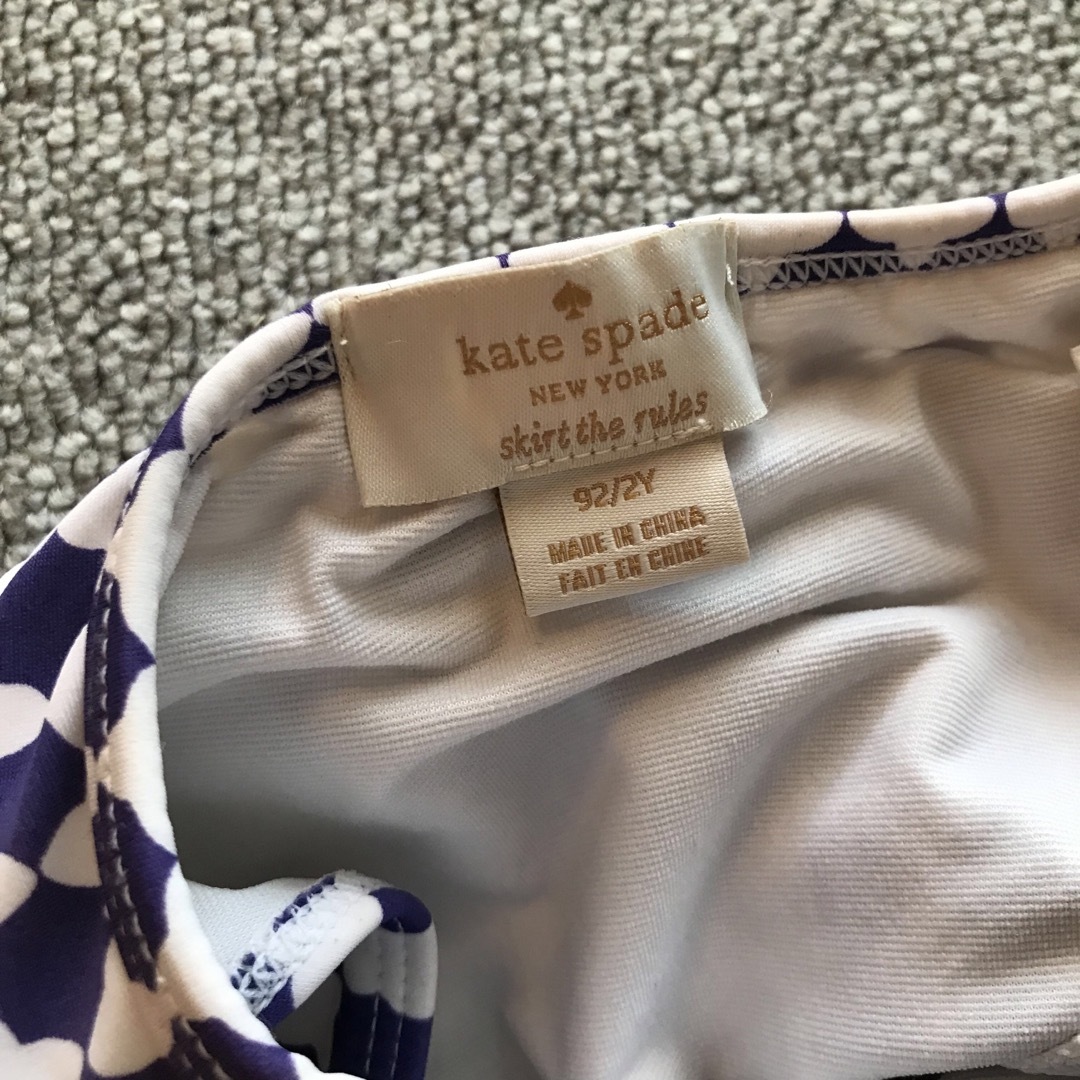 kate spade
NEW YORK
skirt the rules
92/2Y
MADE IN CHINA
FAIT EN CHINE